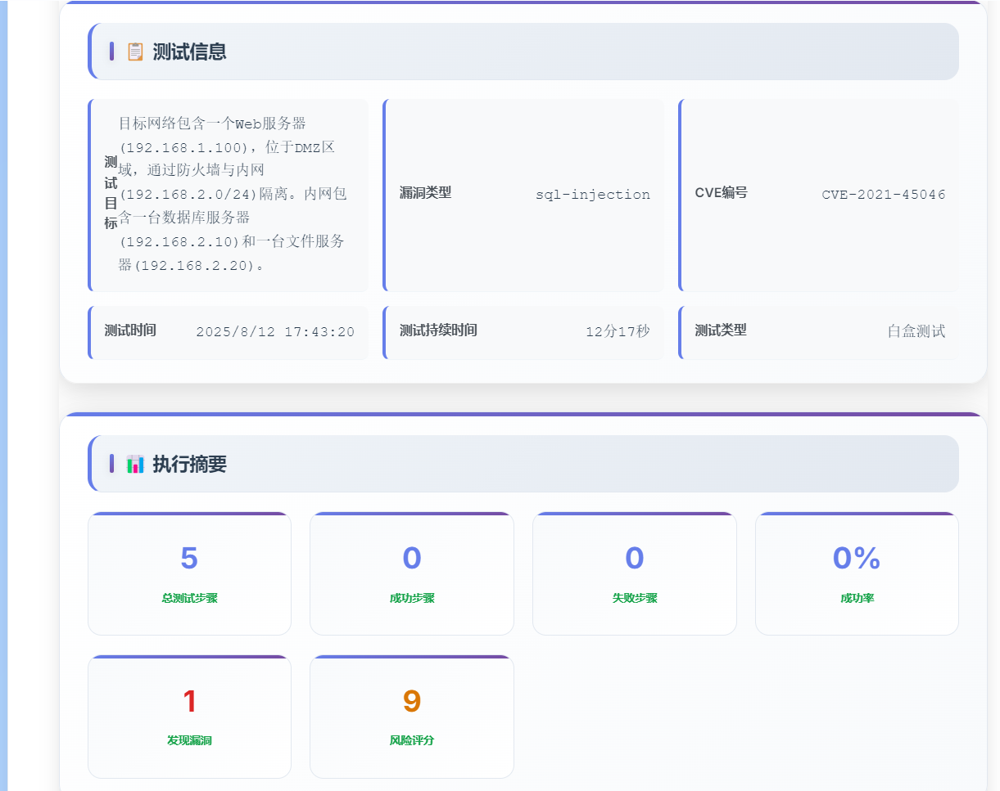 测试信息
测试目标
目标网络包含一个Web服务器
(192.168.1.100)，位于DMZ区
域，通过防火墙与内网
(192.168.2.0/24)隔离。内网包
含一台数据库服务器
(192.168.2.10)和一台文件服务
器(192.168.2.20)。
漏洞类型 sql-injection
CVE编号 CVE-2021-45046
测试时间 2025/8/12 17:43:20
测试持续时间 12分17秒
测试类型 白盒测试
执行摘要
5
总测试步骤
0
成功步骤
0
失败步骤
0%
成功率
1
发现漏洞
9
风险评分